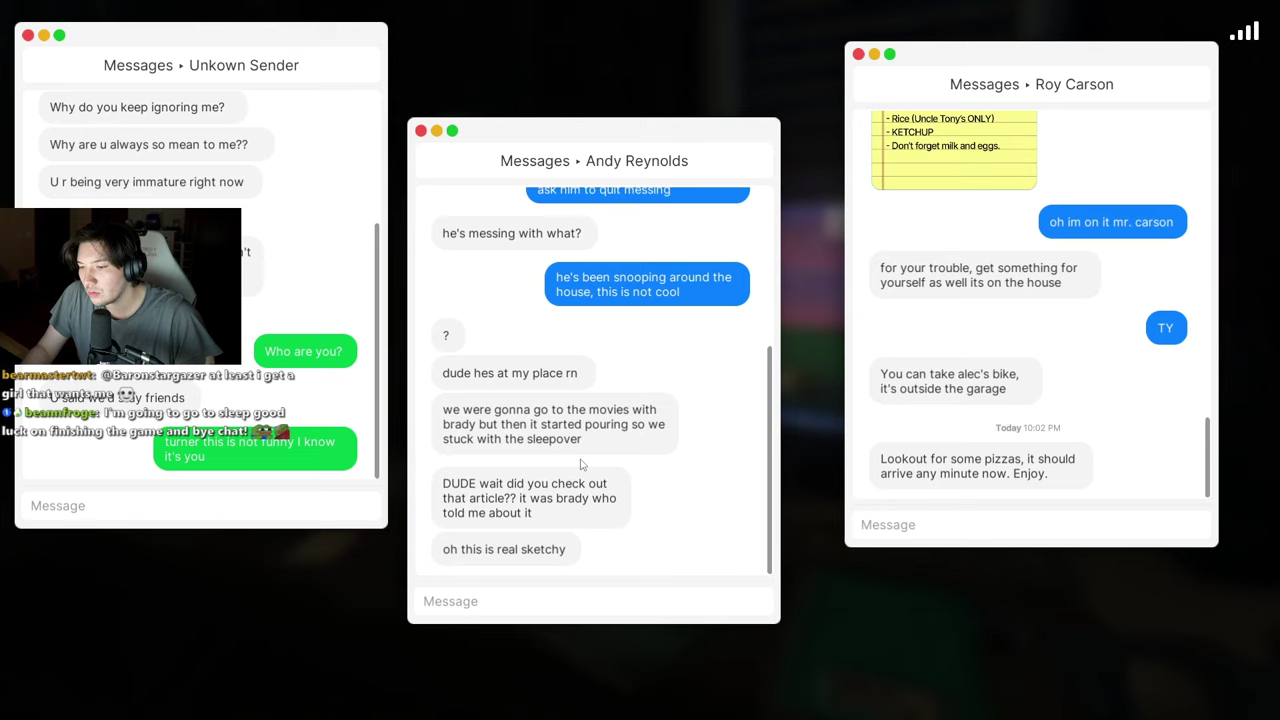 Messages ▸ Unkown Sender
Why do you keep ignoring me?
Why are u always so mean to me??
U r being very immature right now
't
Who are you?
U said we'd stay friends
turner this is not funny I know
it's you
Message
bearmastertwt: @Baronstargazer at least i get a
girl that wants me
beannfroge: I'm going to go to sleep good
luck on finishing the game and bye chat!
Messages ▸ Andy Reynolds
ask him to quit messing
he's messing with what?
he's been snooping around the
house, this is not cool
?
dude hes at my place rn
we were gonna go to the movies with
brady but then it started pouring so we
stuck with the sleepover
DUDE wait did you check out
that article?? it was brady who
told me about it
oh this is real sketchy
Message
Messages ▸ Roy Carson
- Rice (Uncle Tony's ONLY)
- KETCHUP
- Don't forget milk and eggs.
oh im on it mr. carson
for your trouble, get something for
yourself as well its on the house
TY
You can take alec's bike,
it's outside the garage
Today 10:02 PM
Lookout for some pizzas, it should
arrive any minute now. Enjoy.
Message